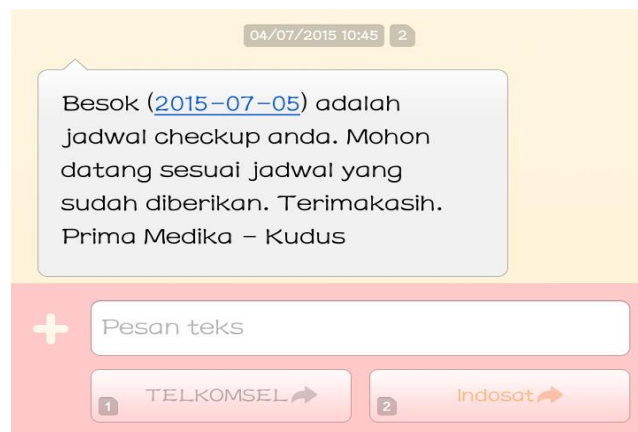 04/07/2015 10:45 2
Besok (2015-07-05) adalah
jadwal checkup anda. Mohon
datang sesuai jadwal yang
sudah diberikan. Terimakasih.
Prima Medika - Kudus
Pesan teks
1 TELKOMSEL
2 Indosat